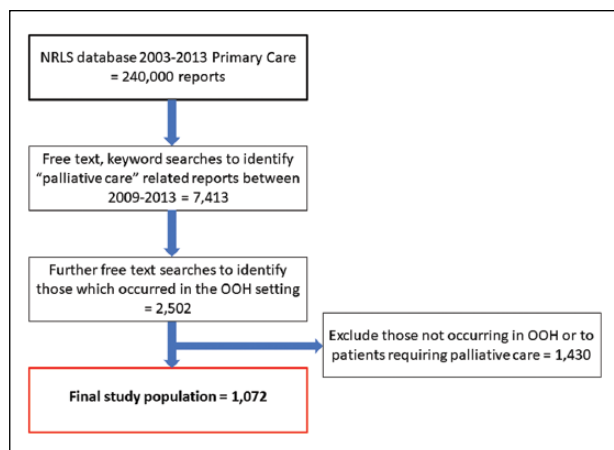 NRLS database 2003-2013 Primary Care
= 240,000 reports
Free text, keyword searches to identify
“palliative care” related reports between
2009-2013 = 7,413
Further free text searches to identify
those which occurred in the OOH setting
= 2,502
Exclude those not occurring in OOH or to
patients requiring palliative care = 1,430
Final study population = 1,072